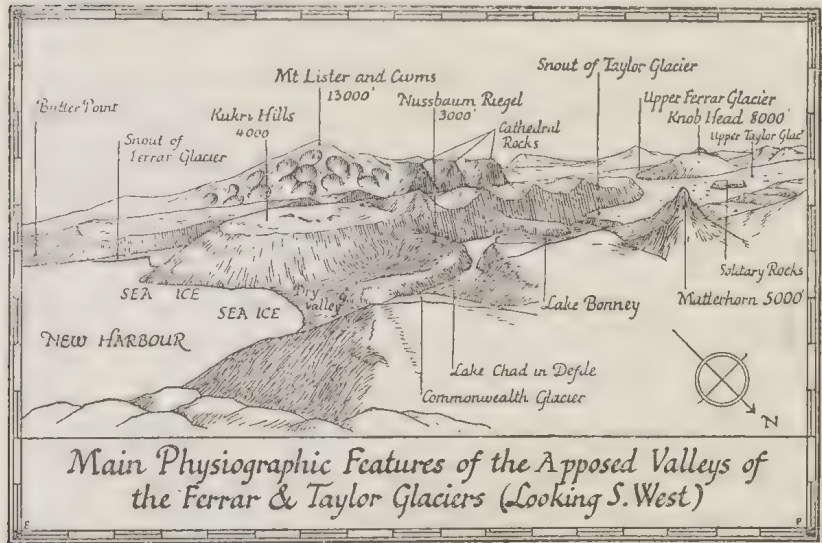 Mt Lister and Cwms
13000'
Snout of Taylor Glacier
Butter Point
Kukri Hills
4000
Nussbaum Riegel
3000'
Upper Ferrar Glacier
Knob Head 8000'
Snout of
Ferrar Glacier
Cathedral
Rocks
Upper Taylor Glacr
SEA ICE
SEA ICE
Dry
valley
Lake Bonney
Solitary Rocks
Matterhorn 5000'
NEW HARBOUR
Lake Chad in Defile
Commonwealth Glacier
N
Main Physiographic Features of the Apposed Valleys of
the Ferrar & Taylor Glaciers (Looking S. West)